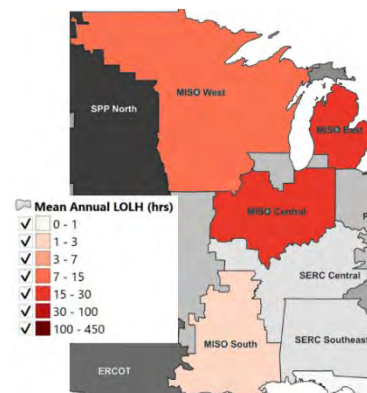 SPP North
MISO West
MISO East
Mean Annual LOLH (hrs)
0 - 1
1 - 3
3 - 7
7 - 15
15 - 30
30 - 100
100 - 450
MISO Central
SERC Central
MISO South
SERC Southeast
ERCOT